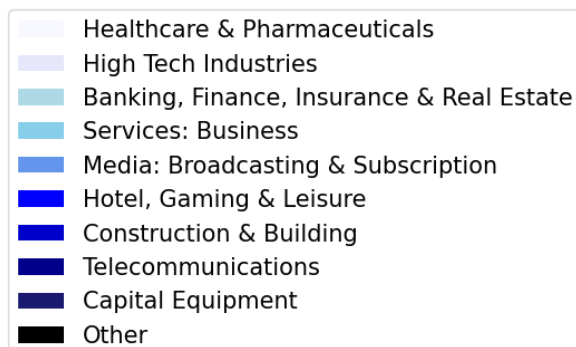 Healthcare & Pharmaceuticals
High Tech Industries
Banking, Finance, Insurance & Real Estate
Services: Business
Media: Broadcasting & Subscription
Hotel, Gaming & Leisure
Construction & Building
Telecommunications
Capital Equipment
Other